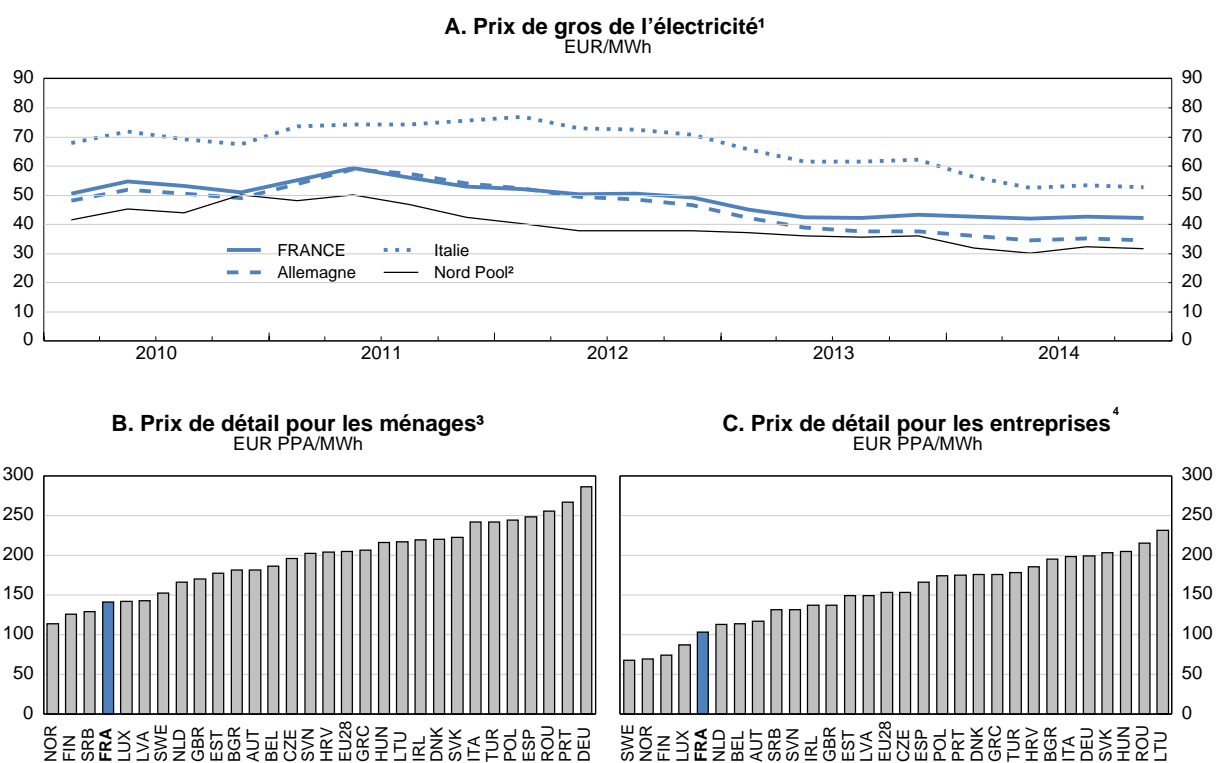 A. Prix de gros de l'électricité¹
EUR/MWh
90 90
80 80
70 70
60 60
50 50
40 40
30 30
20 20
10 10
0 0
FRANCE Italie
Allemagne Nord Pool²
2010 2011 2012 2013 2014
B. Prix de détail pour les ménages³
EUR PPA/MWh
300
250
200
150
100
50
0
NOR FIN SRB FRA LUX LVA SWE NLD GBR EST BGR AUT BEL CZE SVN HRV EU28 GRC HUN LTU IRL DNK SVK ITA TUR POL ESP ROU PRT DEU
C. Prix de détail pour les entreprises⁴
EUR PPA/MWh
300
250
200
150
100
50
0
SWE NOR FIN LUX FRA NLD BEL AUT SRB SVN IRL GBR EST LVA EU28 CZE ESP POL PRT DNK GRC TUR HRV BGR ITA DEU SVK HUN ROU LTU